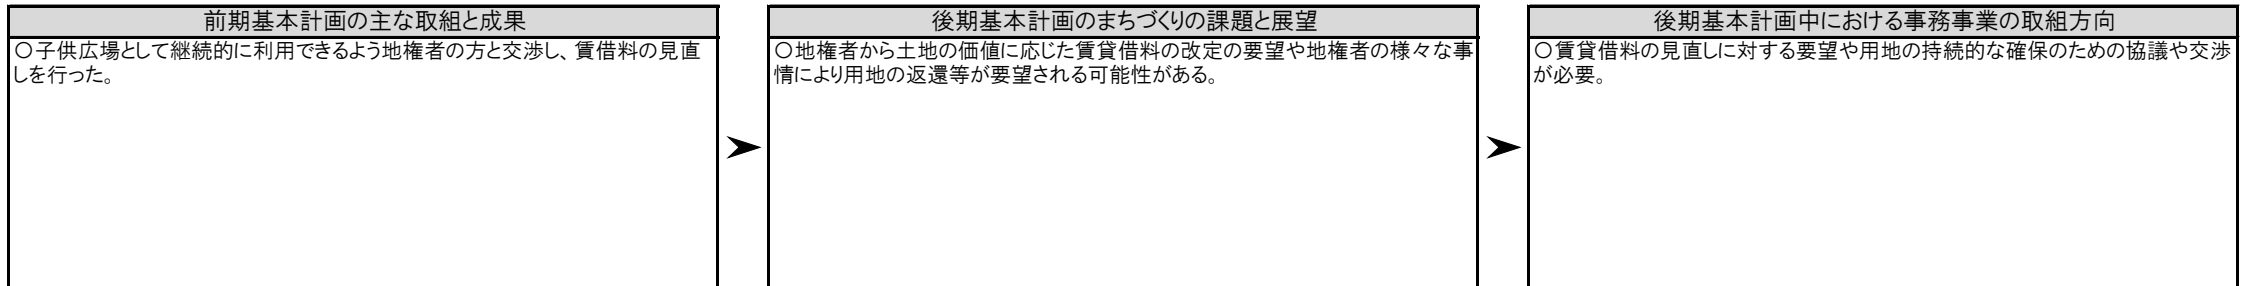 前期基本計画の主な取組と成果
○子供広場として継続的に利用できるよう地権者の方と交渉し、賃借料の見直
しを行った。
後期基本計画のまちづくりの課題と展望
○地権者から土地の価値に応じた賃貸借料の改定の要望や地権者の様々な事
情により用地の返還等が要望される可能性がある。
後期基本計画中における事務事業の取組方向
○賃貸借料の見直しに対する要望や用地の持続的な確保のための協議や交渉
が必要。